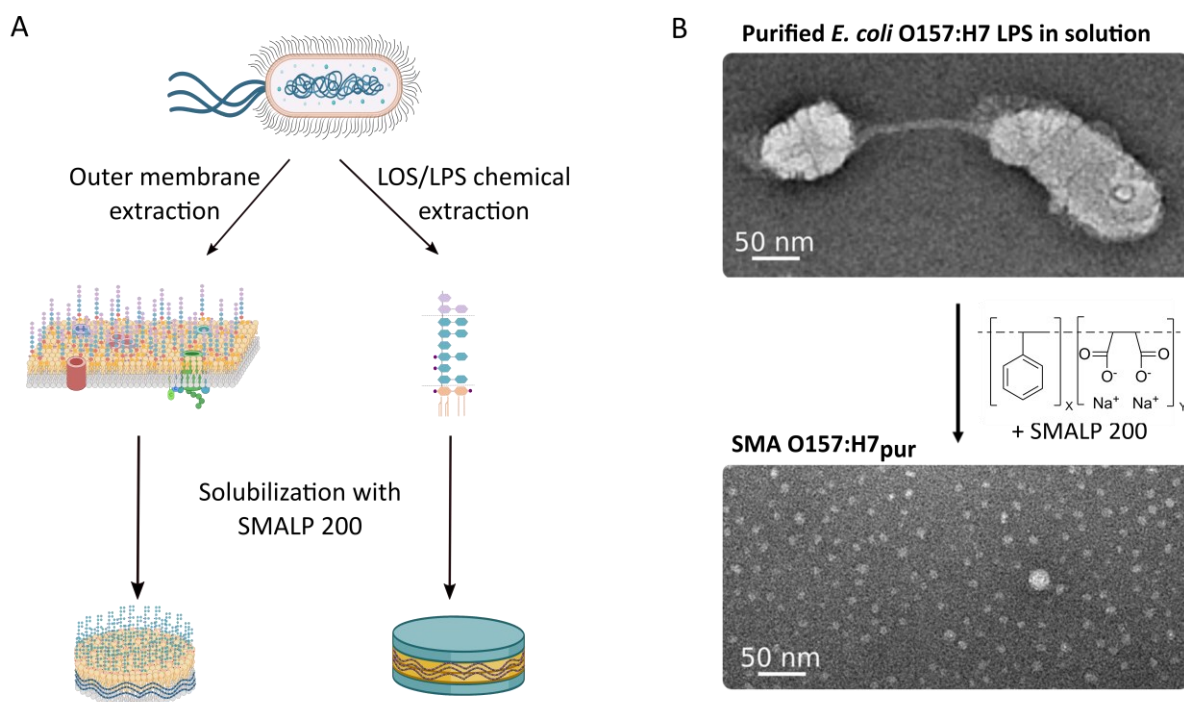 A
Outer membrane
extraction
LOS/LPS chemical
extraction
Solubilization with
SMALP 200
B
Purified E. coli O157:H7 LPS in solution
50 nm
O
O⁻
O⁻
O
X
Na⁺
Na⁺
Y
+ SMALP 200
SMA O157:H7pur
50 nm